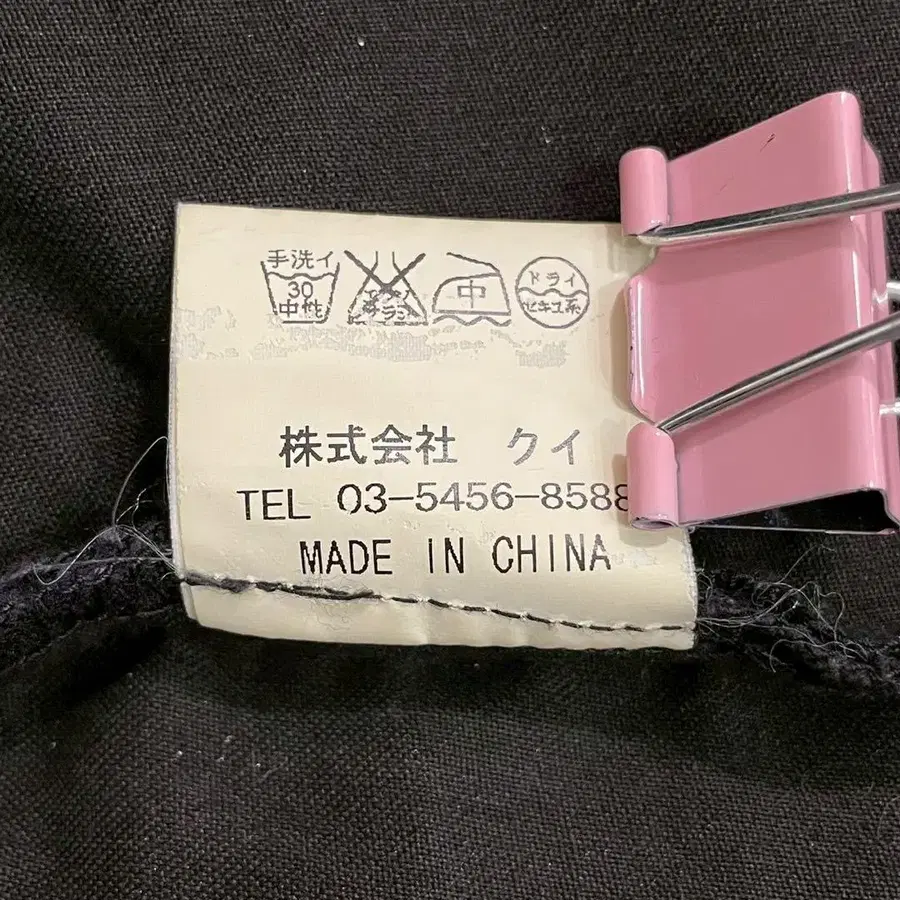 手洗イ
30
中性
中
ドライ
セキユ系
株式会社 クイ
TEL 03-5456-8588
MADE IN CHINA